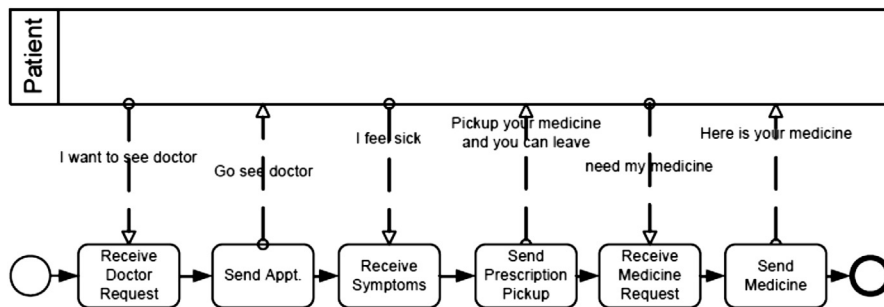 Patient
I want to see doctor
Go see doctor
I feel sick
Pickup your medicine
and you can leave
need my medicine
Here is your medicine
Receive
Doctor
Request
Send Appt.
Receive
Symptoms
Send
Prescription
Pickup
Receive
Medicine
Request
Send
Medicine